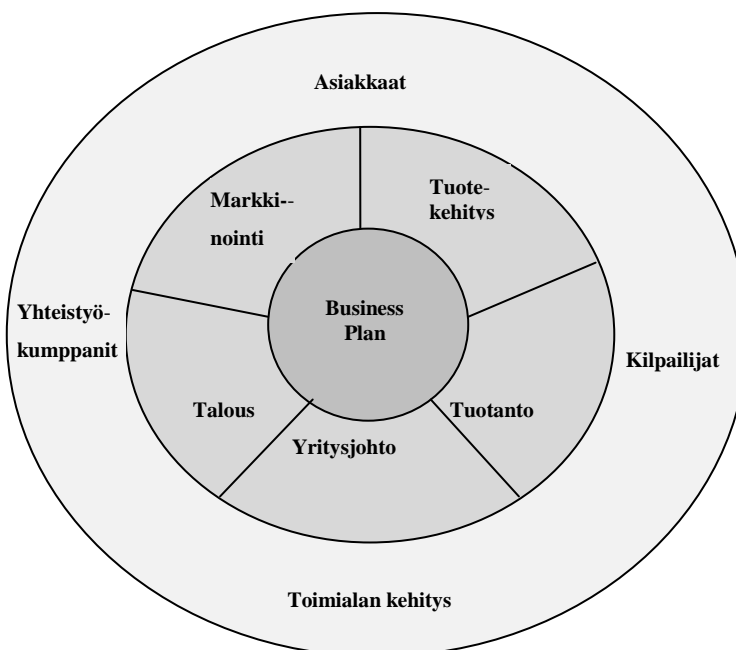 Asiakkaat
Markki--
nointi
Tuote-
kehitys
Yhteistyö-
kumppanit
Business
Plan
Kilpailijat
Talous
Tuotanto
Yritysjohto
Toimialan kehitys